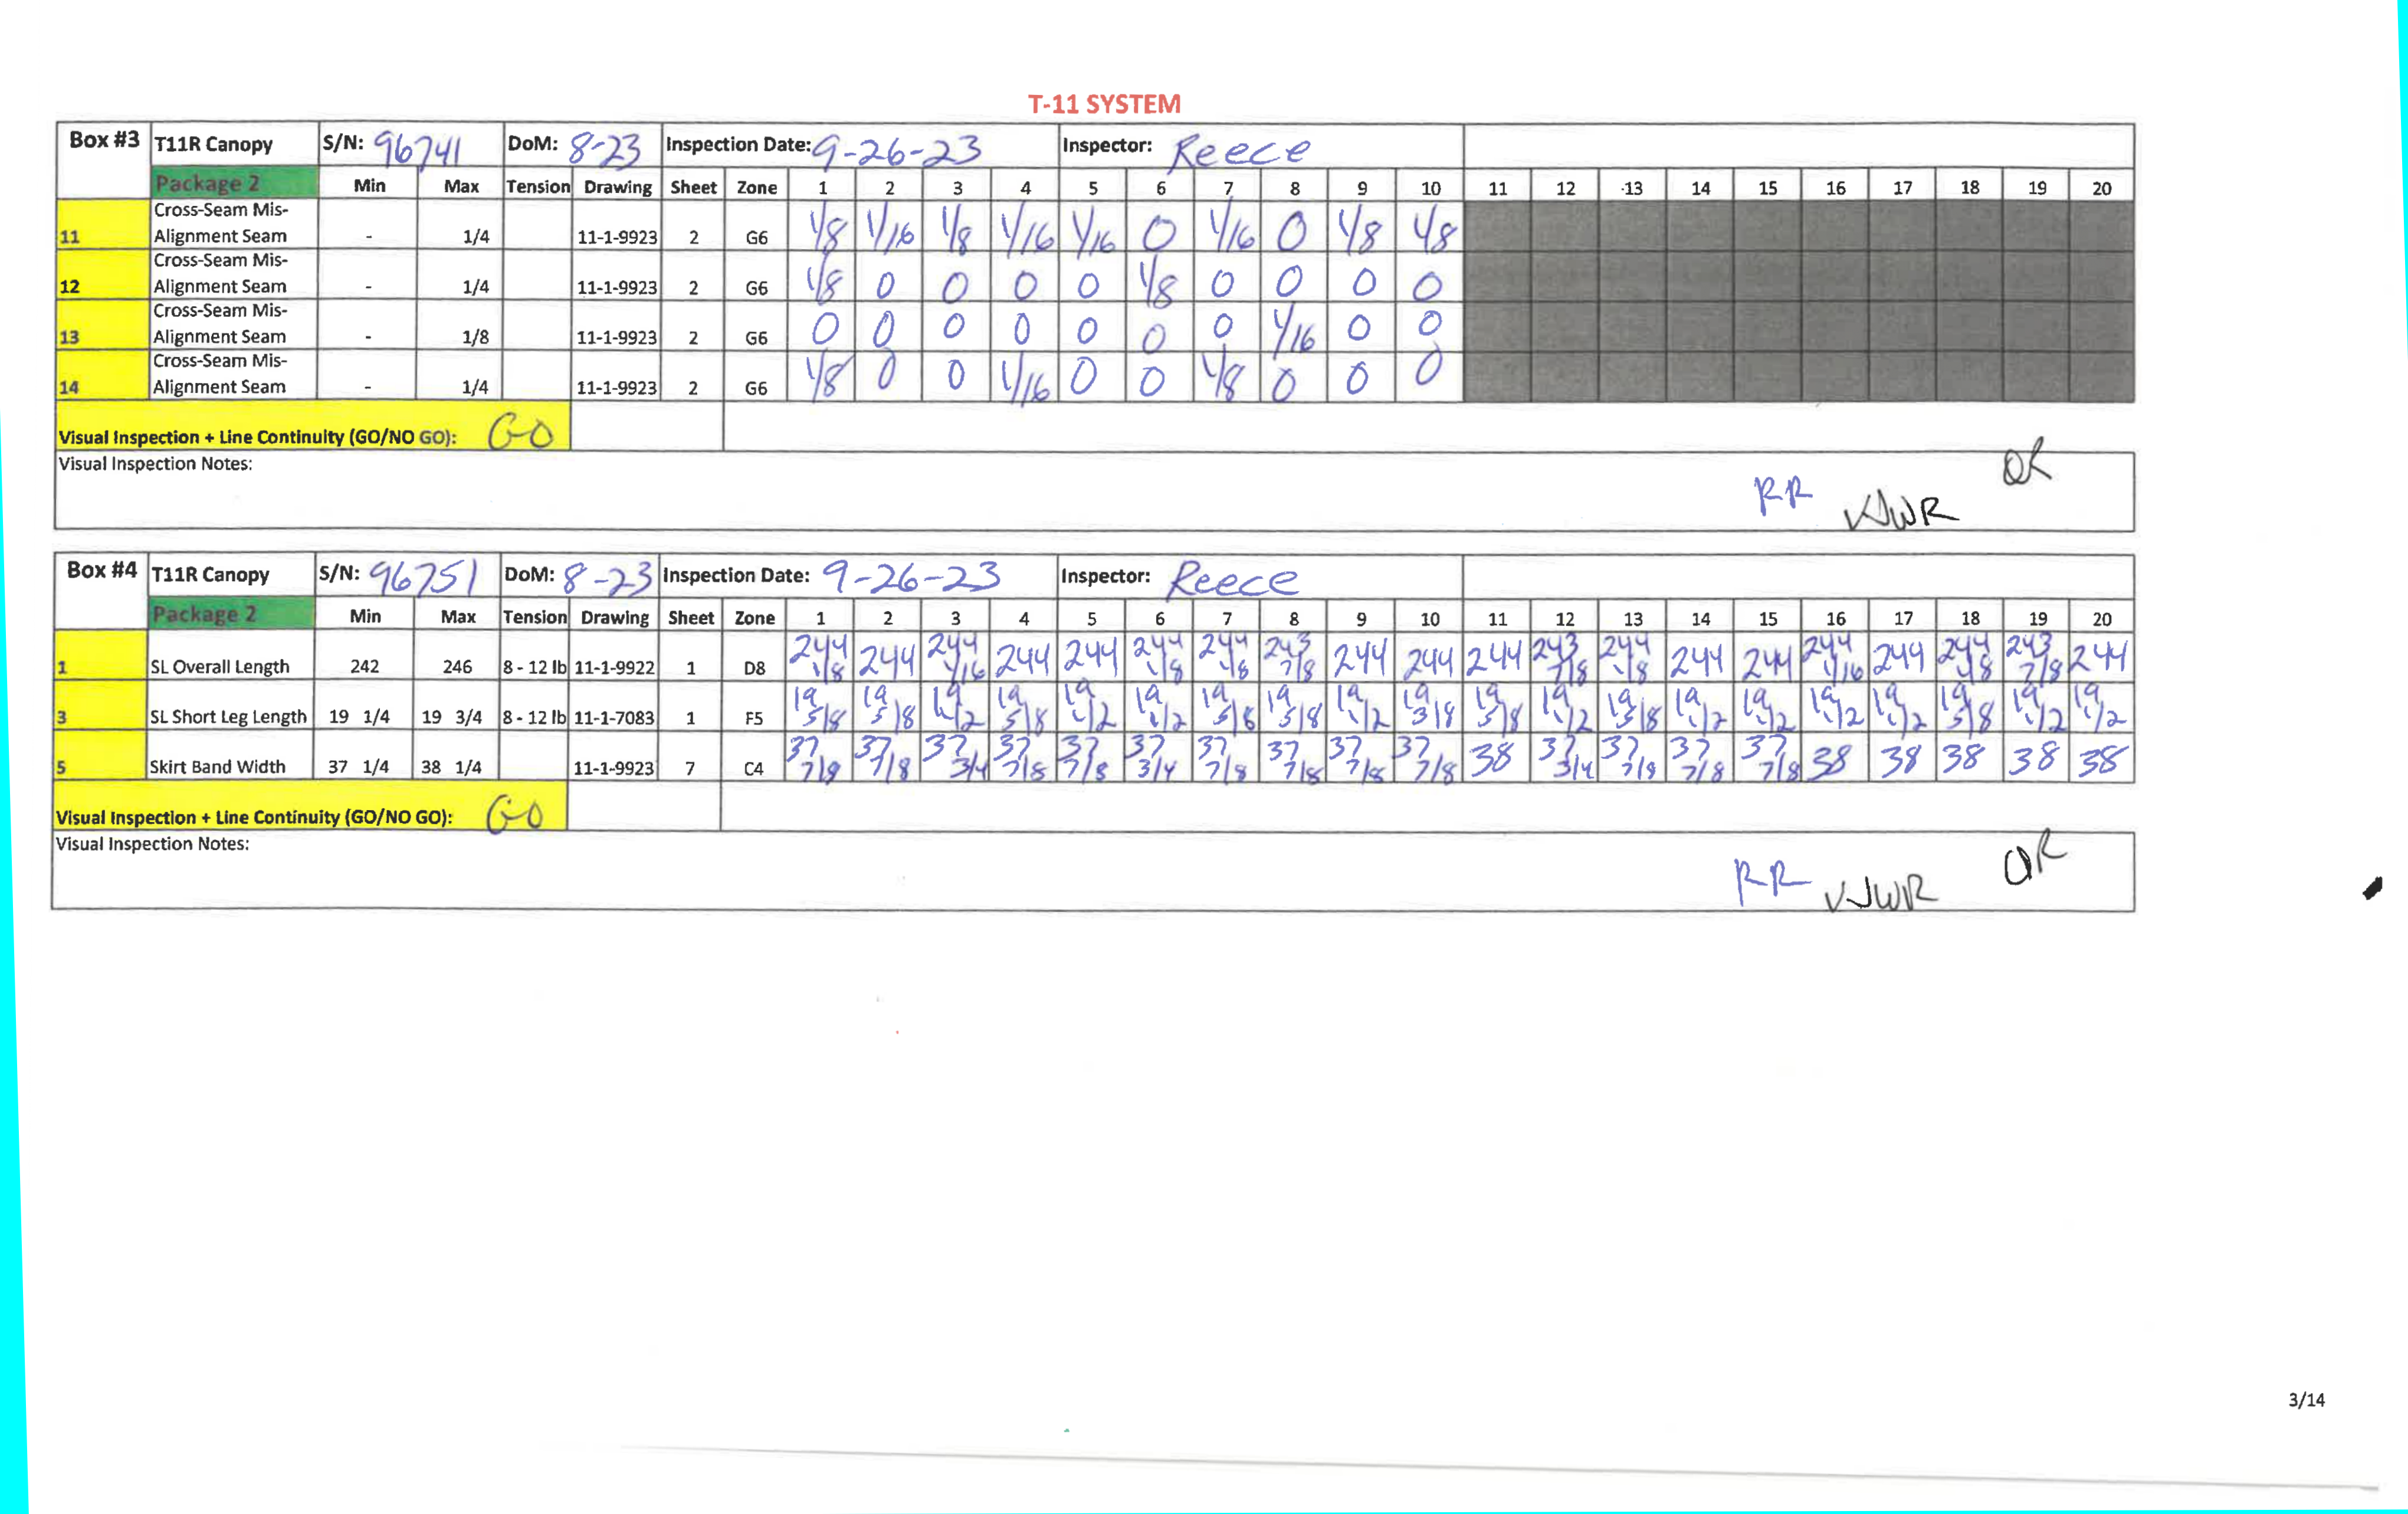 T-11 SYSTEM
Box #3 T11R Canopy S/N: 96741 DoM: 8-23 Inspection Date: 9-26-23 Inspector: Reece
Package 2 Min Max Tension Drawing Sheet Zone 1 2 3 4 5 6 7 8 9 10 11 12 13 14 15 16 17 18 19 20
Cross-Seam Mis-
11 Alignment Seam - 1/4 11-1-9923 2 G6 1/8 1/16 1/8 1/16 1/16 0 1/16 0 1/8 1/8
Cross-Seam Mis-
12 Alignment Seam - 1/4 11-1-9923 2 G6 1/8 0 0 0 0 1/8 0 0 0 0
Cross-Seam Mis-
13 Alignment Seam - 1/8 11-1-9923 2 G6 0 0 0 0 0 0 0 1/16 0 0
Cross-Seam Mis-
14 Alignment Seam - 1/4 11-1-9923 2 G6 1/8 0 0 1/16 0 0 1/8 0 0 0
Visual Inspection + Line Continuity (GO/NO GO): GO
Visual Inspection Notes:
RR
Box #4 T11R Canopy S/N: 96751 DoM: 8-23 Inspection Date: 9-26-23 Inspector: Reece
Package 2 Min Max Tension Drawing Sheet Zone 1 2 3 4 5 6 7 8 9 10 11 12 13 14 15 16 17 18 19 20
1 SL Overall Length 242 246 8 - 12 lb 11-1-9922 1 D8 244 1/8 244 244 1/16 244 244 244 1/8 244 1/8 243 7/8 244 244 244 243 7/8 244 1/8 244 244 244 1/16 244 244 1/8 243 7/8 244
3 SL Short Leg Length 19 1/4 19 3/4 8 - 12 lb 11-1-7083 1 F5 19 5/8 19 5/8 19 1/2 19 5/8 19 1/2 19 1/2 19 5/8 19 5/8 19 1/2 19 19 5/8 19 1/2 19 5/8 19 1/2 19 1/2 19 1/2 19 1/2 19 5/8 19 1/2 19 1/2
5 Skirt Band Width 37 1/4 38 1/4 11-1-9923 7 C4 37 7/8 37 7/8 37 3/4 37 7/8 37 7/8 37 3/4 37 7/8 37 7/8 37 7/8 37 7/8 38 37 3/4 37 7/8 37 7/8 37 7/8 38 38 38 38 38
Visual Inspection + Line Continuity (GO/NO GO): GO
Visual Inspection Notes:
RR
3/14